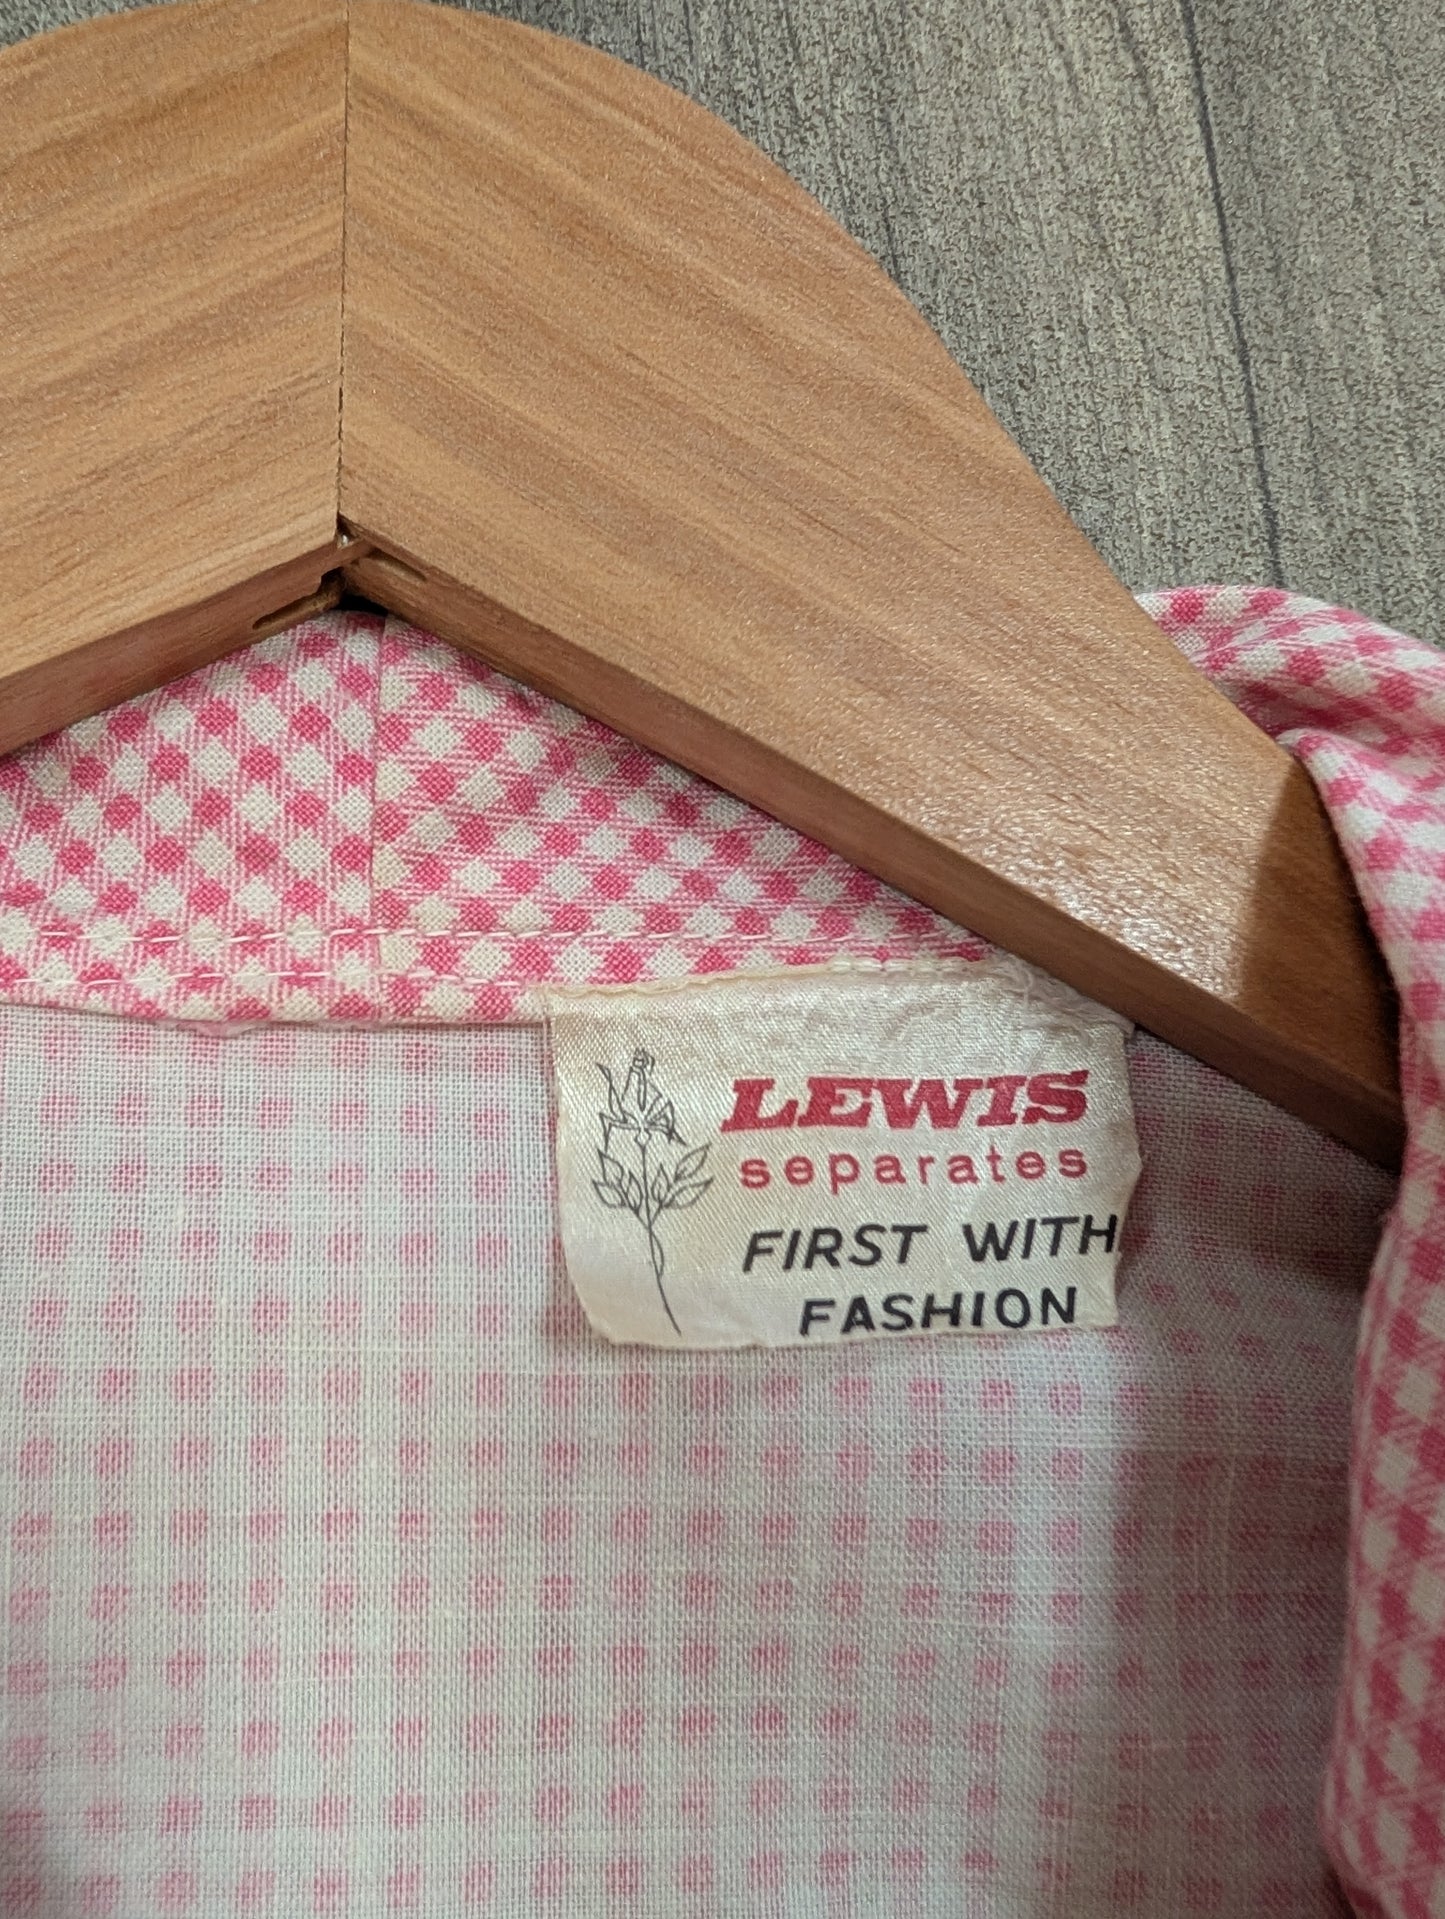 LEWIS
separates
FIRST WITH
FASHION